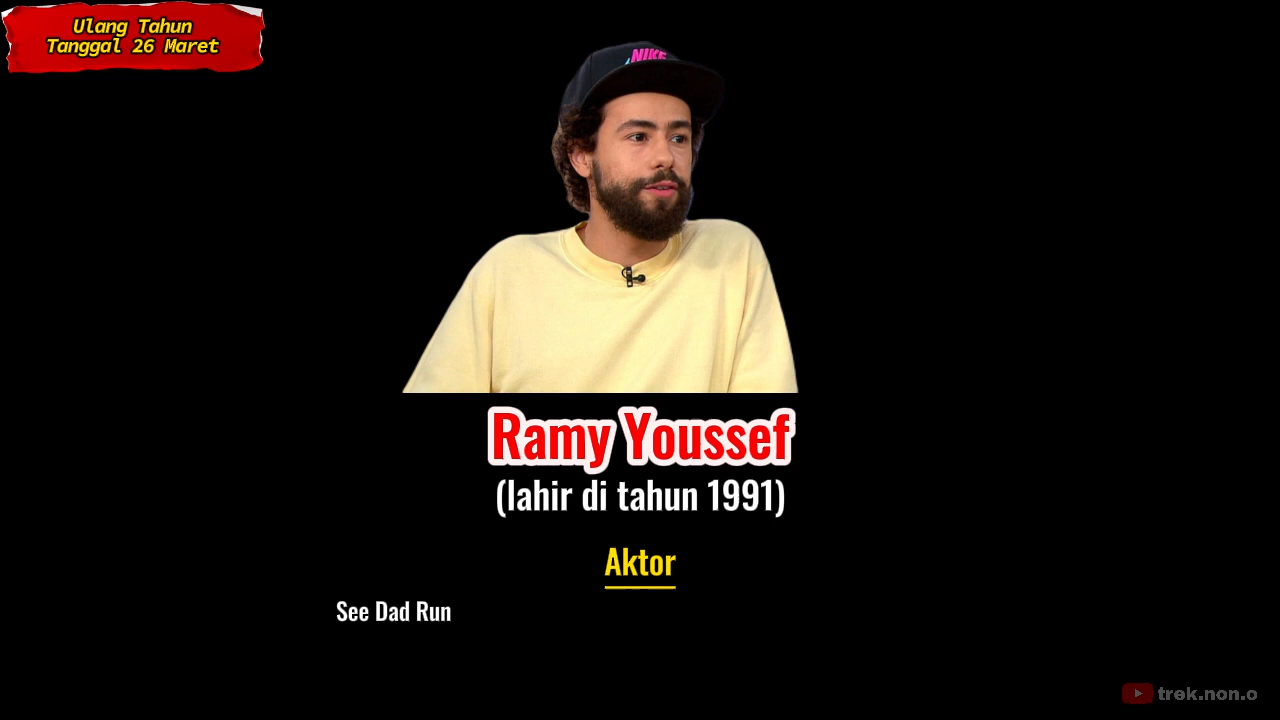 Ulang Tahun
Tanggal 26 Maret
NIKE
Ramy Youssef
(lahir di tahun 1991)
Aktor
See Dad Run
trek.non.o